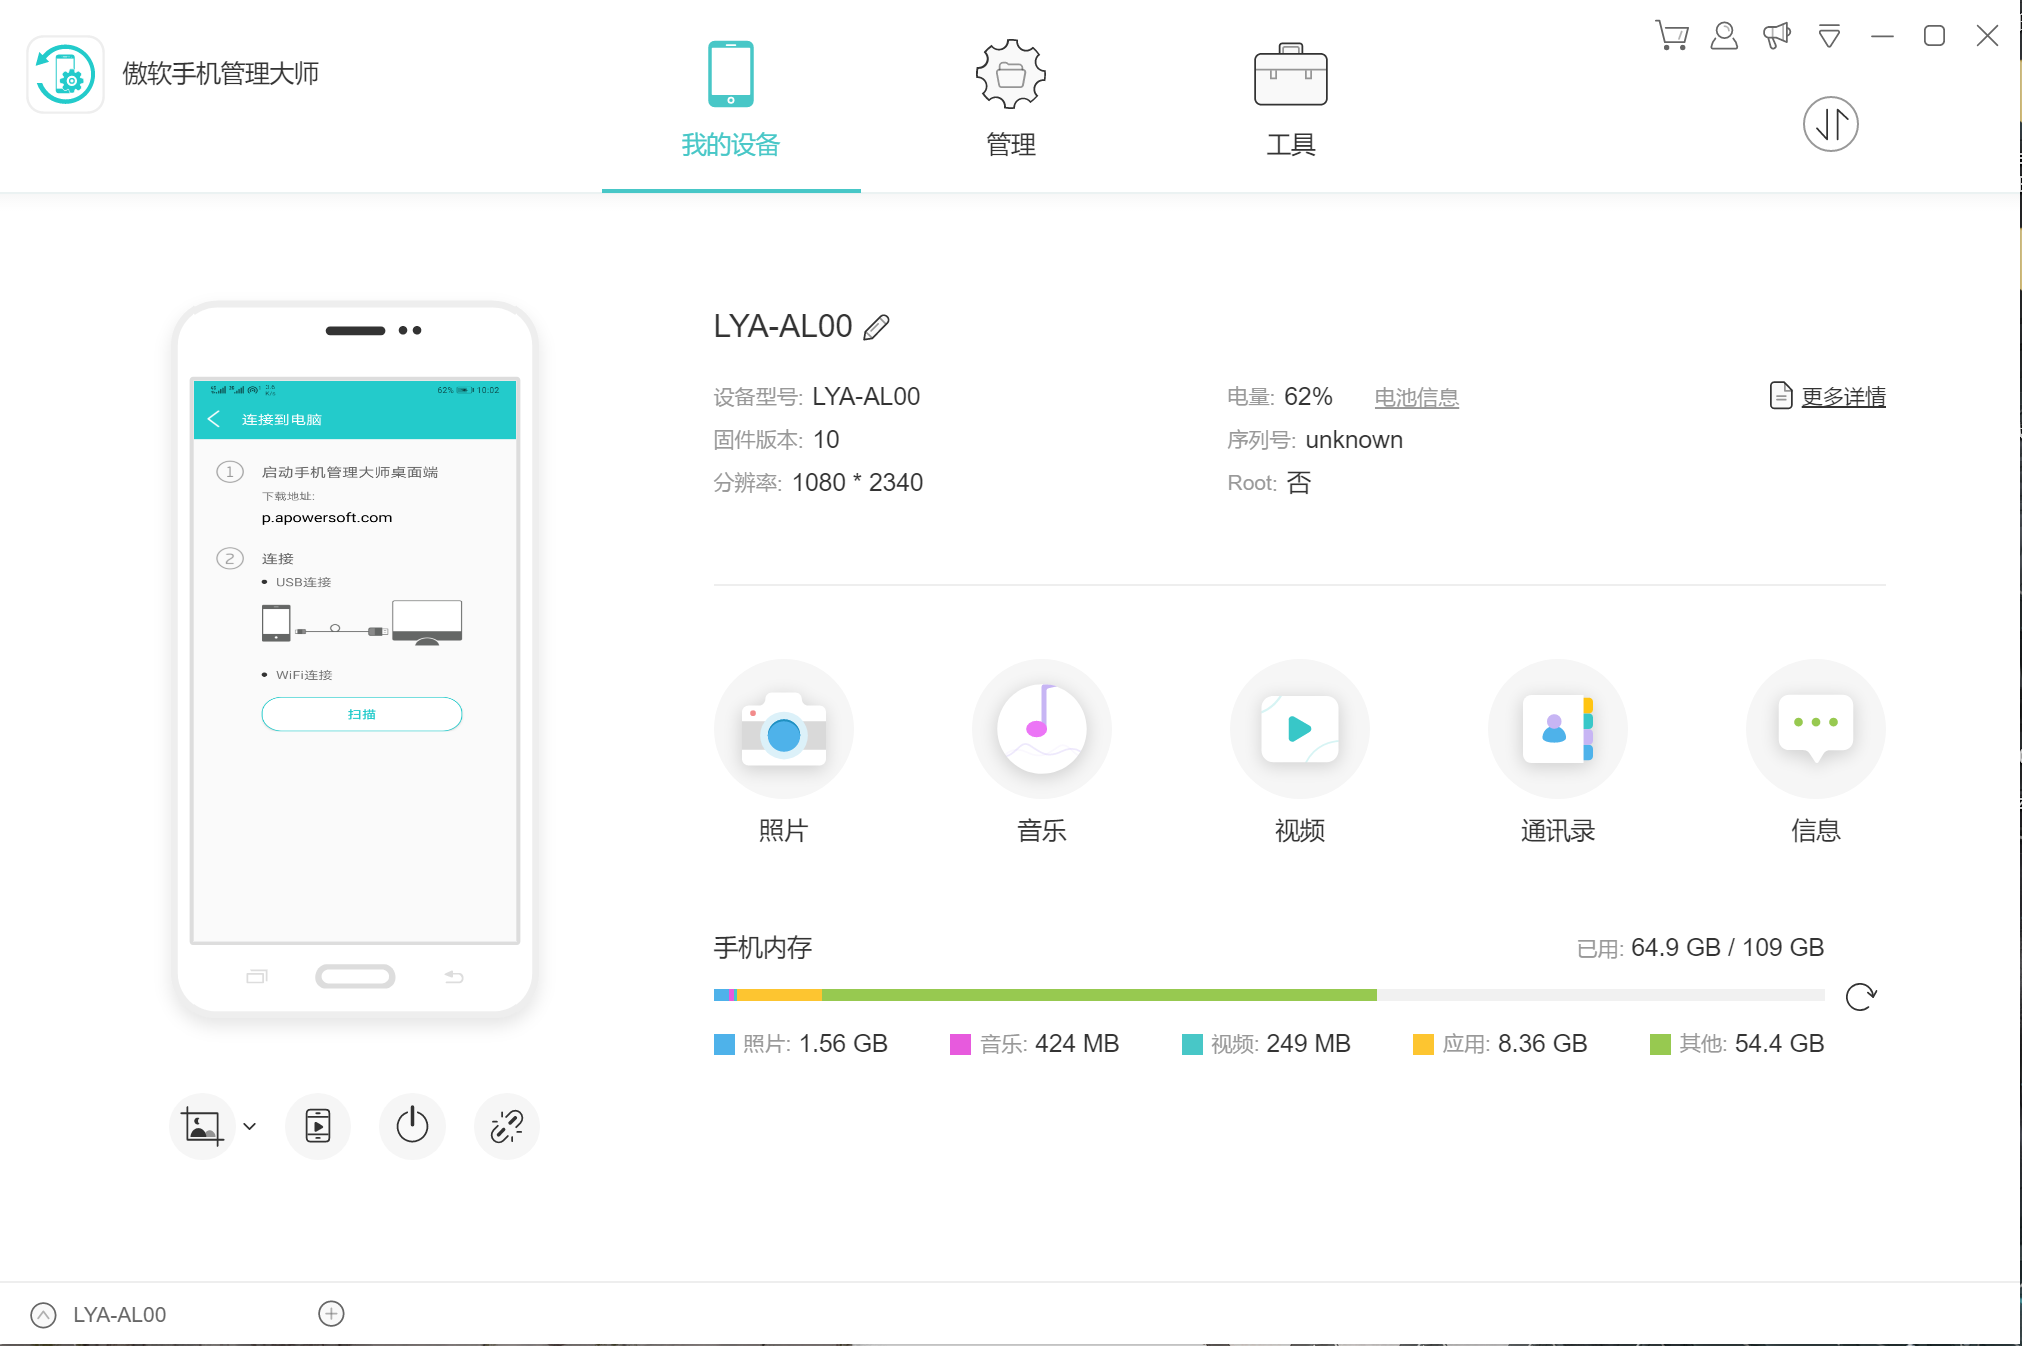 傲软手机管理大师
我的设备
管理
工具
LYA-AL00
设备型号: LYA-AL00
电量: 62% 电池信息
更多详情
固件版本: 10
序列号: unknown
分辨率: 1080 * 2340
Root: 否
62% 10:02
连接到电脑
1 启动手机管理大师桌面端
下载地址:
p.apowersoft.com
2 连接
USB连接
WiFi连接
扫描
照片
音乐
视频
通讯录
信息
手机内存
已用: 64.9 GB / 109 GB
照片: 1.56 GB
音乐: 424 MB
视频: 249 MB
应用: 8.36 GB
其他: 54.4 GB
LYA-AL00